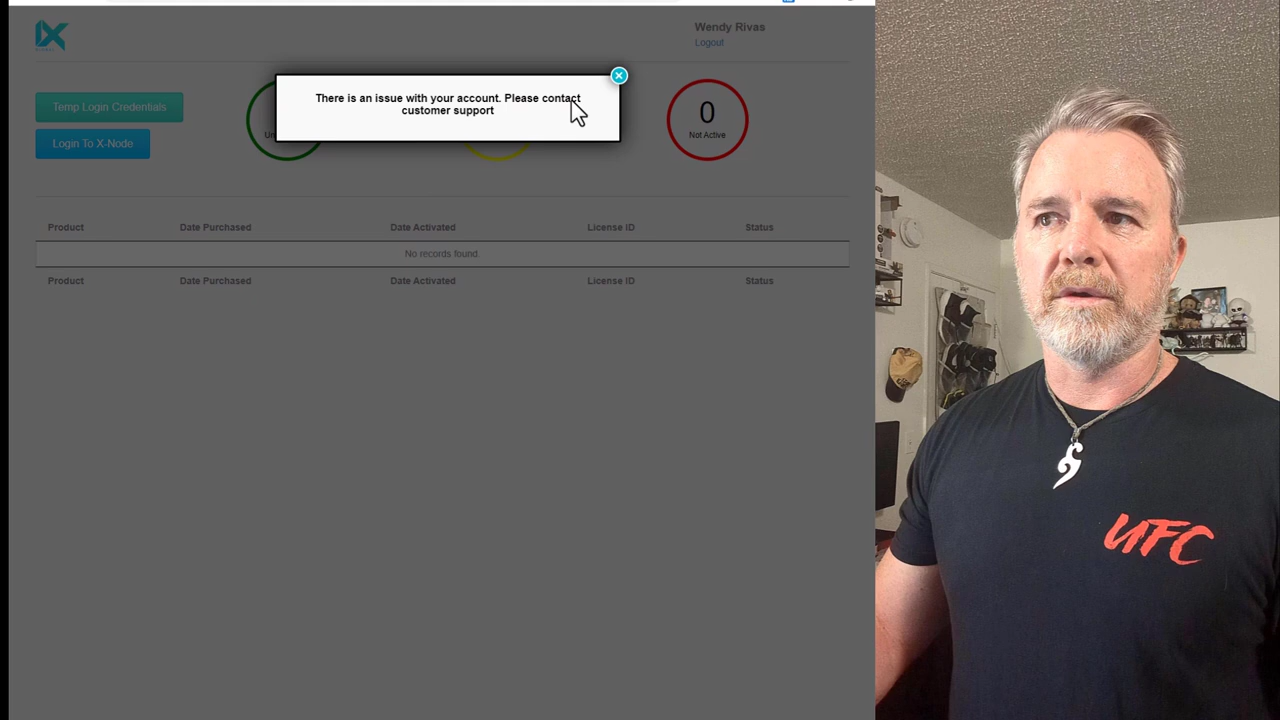 Wendy Rivas
Logout
There is an issue with your account. Please contact
customer support
Temp Login Credentials
Login To X-Node
0
Not Active
Product Date Purchased Date Activated License ID Status
No records found.
Product Date Purchased Date Activated License ID Status
UFC